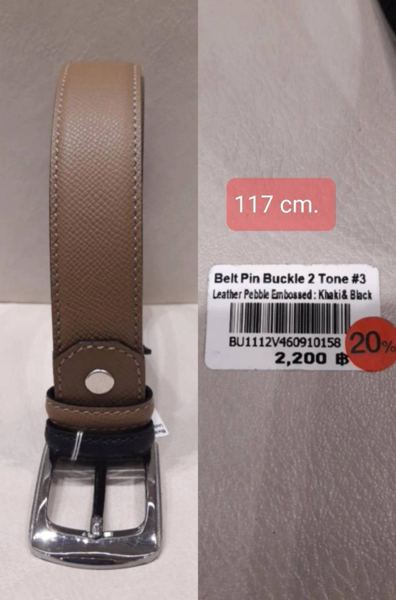 117 cm.
Belt Pin Buckle 2 Tone #3
Leather Pebble Embossed : Khaki & Black
BU1112V460910158
2,200 ฿
20%